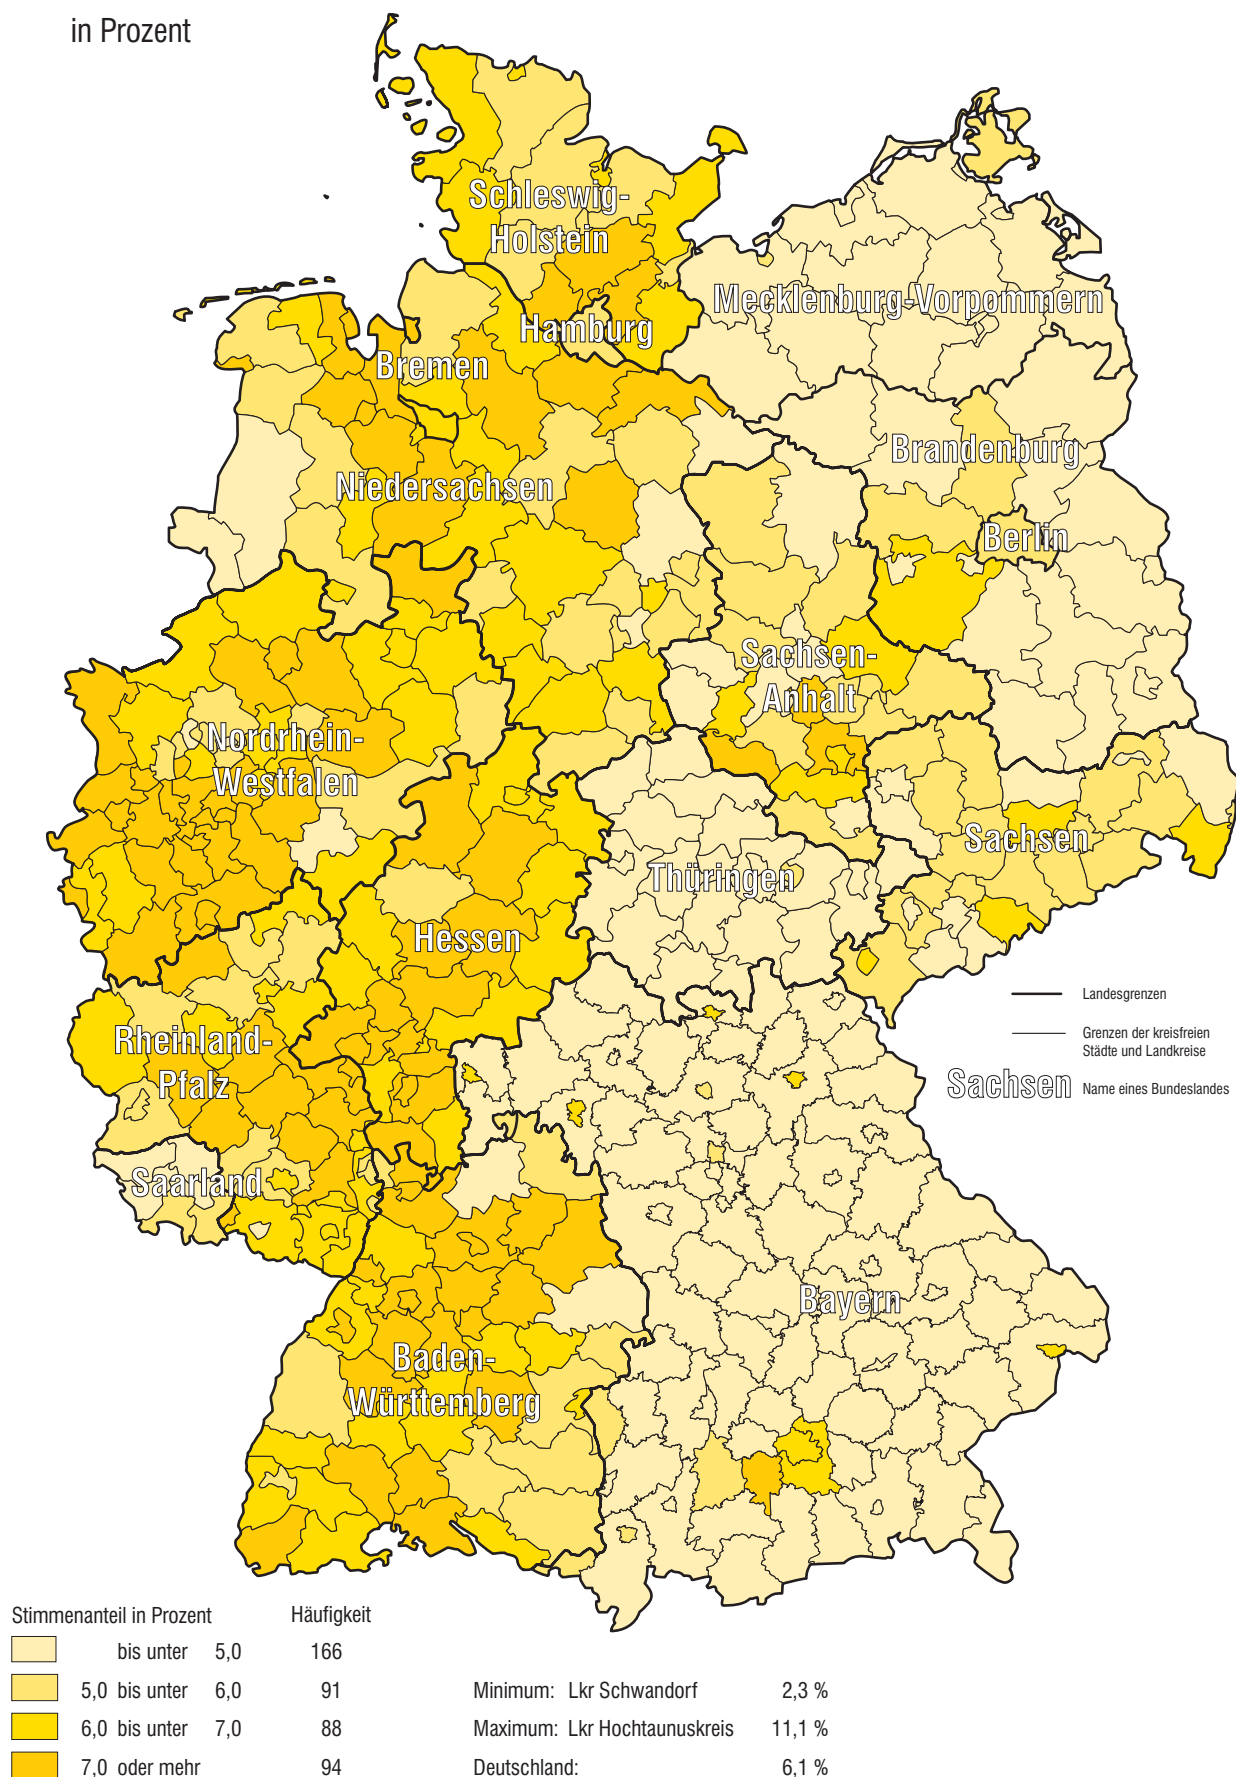 in Prozent
Schleswig-
Holstein
Mecklenburg-Vorpommern
Hamburg
Bremen
Brandenburg
Niedersachsen
Berlin
Sachsen-
Anhalt
Nordrhein-
Westfalen
Sachsen
Thüringen
Hessen
Landesgrenzen
Grenzen der kreisfreien
Städte und Landkreise
Sachsen Name eines Bundeslandes
Rheinland-
Pfalz
Saarland
Bayern
Baden-
Württemberg
Stimmenanteil in Prozent Häufigkeit
bis unter 5,0 166
5,0 bis unter 6,0 91 Minimum: Lkr Schwandorf 2,3 %
6,0 bis unter 7,0 88 Maximum: Lkr Hochtaunuskreis 11,1 %
7,0 oder mehr 94 Deutschland: 6,1 %